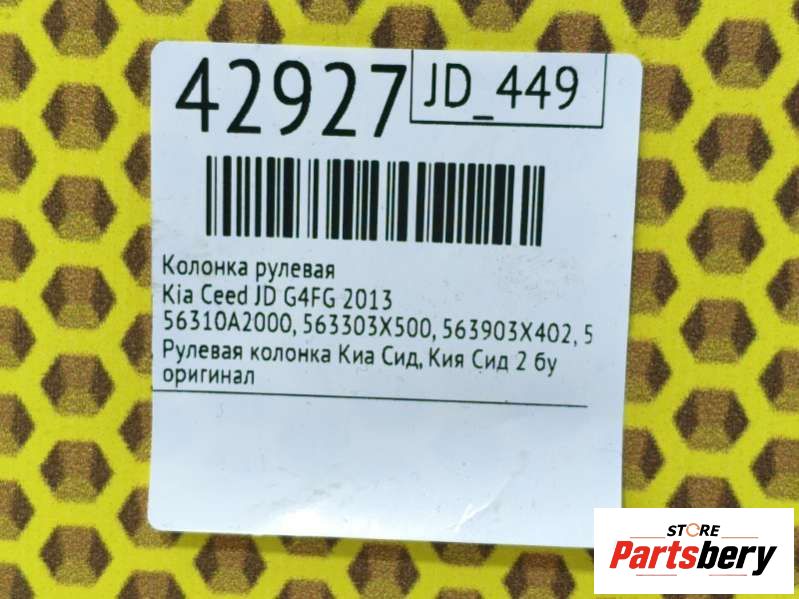 42927
JD_449
Колонка рулевая
Kia Ceed JD G4FG 2013
56310A2000, 563303X500, 563903X402, 5
Рулевая колонка Киа Сид, Кия Сид 2 бу
оригинал
STORE
Partsbery